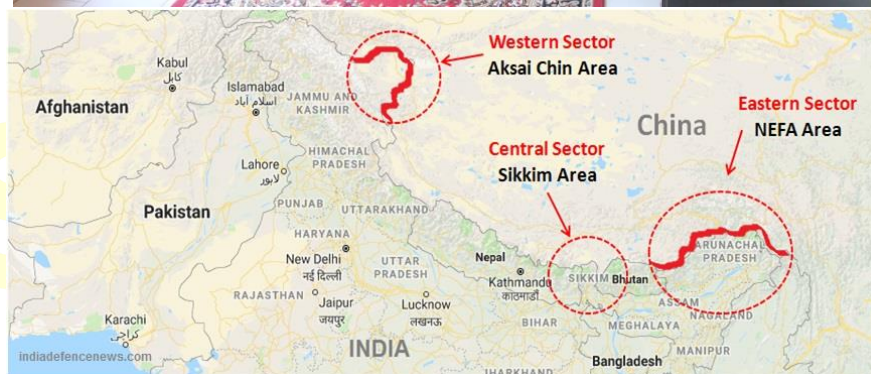 Western Sector
Aksai Chin Area
Kabul
کابل
Eastern Sector
NEFA Area
Islamabad
اسلام آباد
JAMMU AND
KASHMIR
Afghanistan
China
Central Sector
Sikkim Area
HIMACHAL
PRADESH
Lahore
لاہور
PUNJAB
UTTARAKHAND
Pakistan
HARYANA
ARUNACHAL
PRADESH
New Delhi
नई दिल्ली
UTTAR
PRADESH
Nepal
SIKKIM
Bhutan
Kathmandu
काठमाडौं
RAJASTHAN
Jaipur
जयपुर
Lucknow
लखनऊ
ASSAM
NAGALAND
BIHAR
MEGHALAYA
Karachi
کراچی
INDIA
MANIPUR
Bangladesh
JHARKHAND
indiadefencenews.com